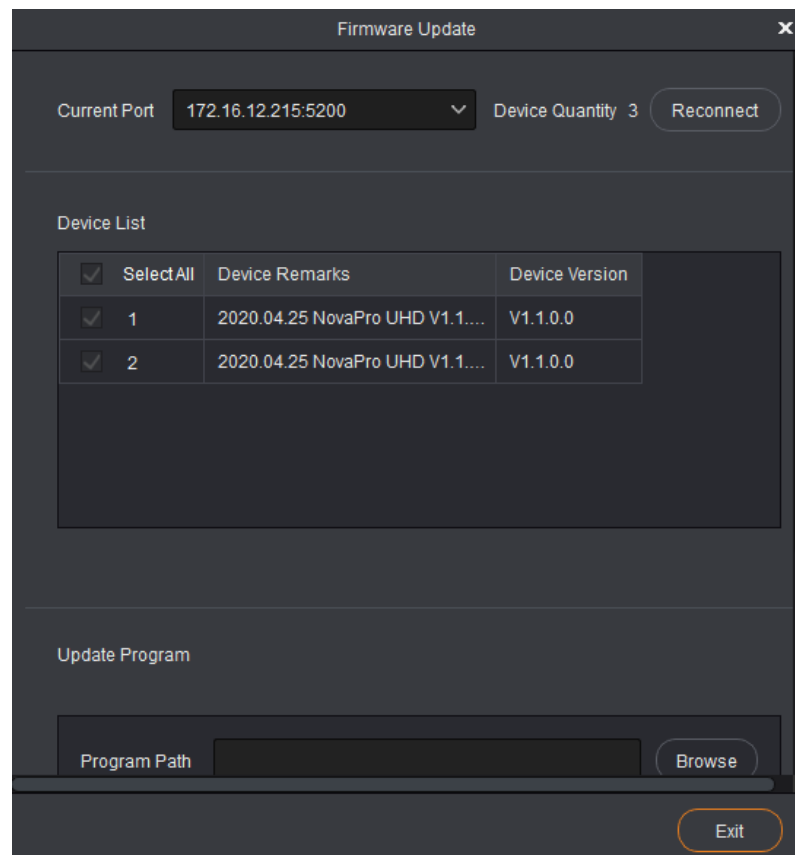 Firmware Update
Current Port 172.16.12.215:5200 Device Quantity 3 Reconnect
Device List
Select All Device Remarks Device Version
1 2020.04.25 NovaPro UHD V1.1.... V1.1.0.0
2 2020.04.25 NovaPro UHD V1.1.... V1.1.0.0
Update Program
Program Path Browse
Exit